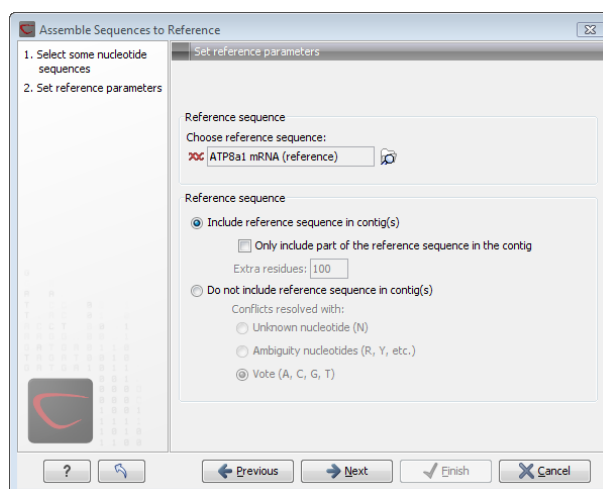 Assemble Sequences to Reference
1. Select some nucleotide
sequences
2. Set reference parameters
Set reference parameters
Reference sequence
Choose reference sequence:
ATP8a1 mRNA (reference)
Reference sequence
Include reference sequence in contig(s)
Only include part of the reference sequence in the contig
Extra residues: 100
Do not include reference sequence in contig(s)
Conflicts resolved with:
Unknown nucleotide (N)
Ambiguity nucleotides (R, Y, etc.)
Vote (A, C, G, T)
? Previous Next Finish Cancel